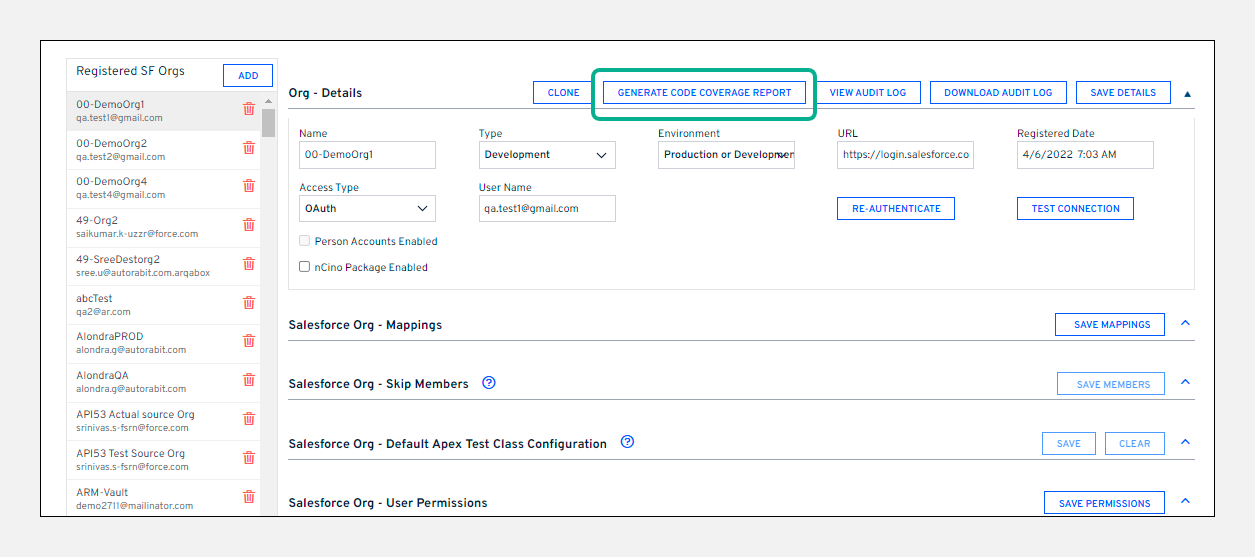 Registered SF Orgs
ADD
00-DemoOrg1
qa.test1@gmail.com
00-DemoOrg2
qa.test2@gmail.com
00-DemoOrg4
qa.test4@gmail.com
49-Org2
saikumar.k-uzzr@force.com
49-SreeDestorg2
sree.u@autorabit.com.arqabox
abcTest
qa2@ar.com
AlondraPROD
alondra.g@autorabit.com
AlondraQA
alondra.g@autorabit.com
API53 Actual source Org
srinivas.s-fsrn@force.com
API53 Test Source Org
srinivas.s-fsrn@force.com
ARM-Vault
demo2711@mailinator.com
Org - Details
CLONE
GENERATE CODE COVERAGE REPORT
VIEW AUDIT LOG
DOWNLOAD AUDIT LOG
SAVE DETAILS
Name
Type
Environment
URL
Registered Date
00-DemoOrg1
Development
Production or Developmen
https://login.salesforce.co
4/6/2022 7:03 AM
Access Type
User Name
OAuth
qa.test1@gmail.com
RE-AUTHENTICATE
TEST CONNECTION
Person Accounts Enabled
nCino Package Enabled
Salesforce Org - Mappings
SAVE MAPPINGS
Salesforce Org - Skip Members
?
SAVE MEMBERS
Salesforce Org - Default Apex Test Class Configuration
?
SAVE
CLEAR
Salesforce Org - User Permissions
SAVE PERMISSIONS